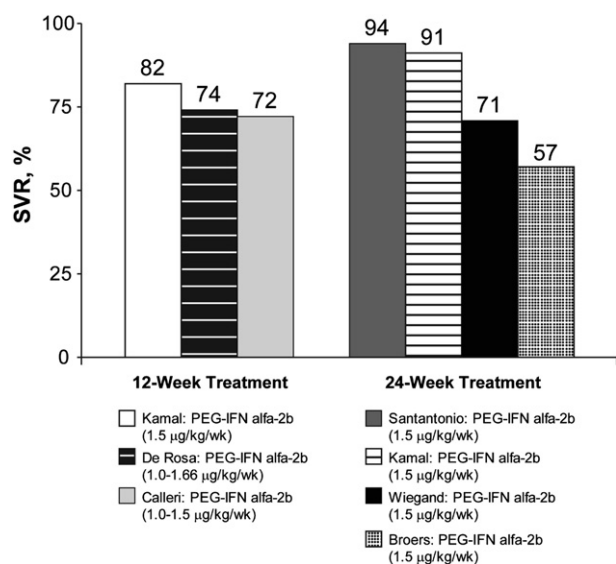 100
75
50
25
0
SVR, %
82
74
72
94
91
71
57
12-Week Treatment
24-Week Treatment
Kamal: PEG-IFN alfa-2b
(1.5 µg/kg/wk)
De Rosa: PEG-IFN alfa-2b
(1.0-1.66 µg/kg/wk)
Calleri: PEG-IFN alfa-2b
(1.0-1.5 µg/kg/wk)
Santantonio: PEG-IFN alfa-2b
(1.5 µg/kg/wk)
Kamal: PEG-IFN alfa-2b
(1.5 µg/kg/wk)
Wiegand: PEG-IFN alfa-2b
(1.5 µg/kg/wk)
Broers: PEG-IFN alfa-2b
(1.5 µg/kg/wk)